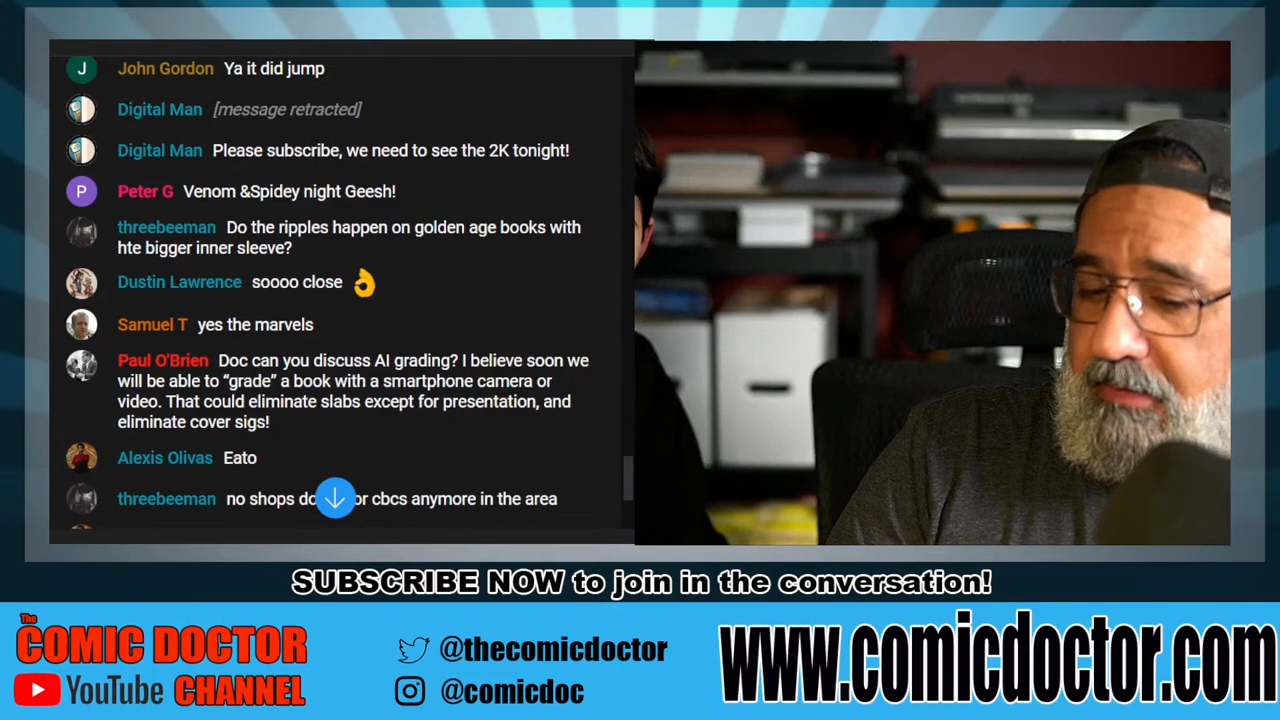 J John Gordon Ya it did jump
Digital Man [message retracted]
Digital Man Please subscribe, we need to see the 2K tonight!
P Peter G Venom &Spidey night Geesh!
threebeeman Do the ripples happen on golden age books with
hte bigger inner sleeve?
Dustin Lawrence soooo close 👌
Samuel T yes the marvels
Paul O'Brien Doc can you discuss AI grading? I believe soon we
will be able to “grade” a book with a smartphone camera or
video. That could eliminate slabs except for presentation, and
eliminate cover sigs!
Alexis Olivas Eato
threebeeman no shops or cbcs anymore in the area
SUBSCRIBE NOW to join in the conversation!
The
COMIC DOCTOR
YouTube CHANNEL
@thecomicdoctor
@comicdoc
www.comicdoctor.com